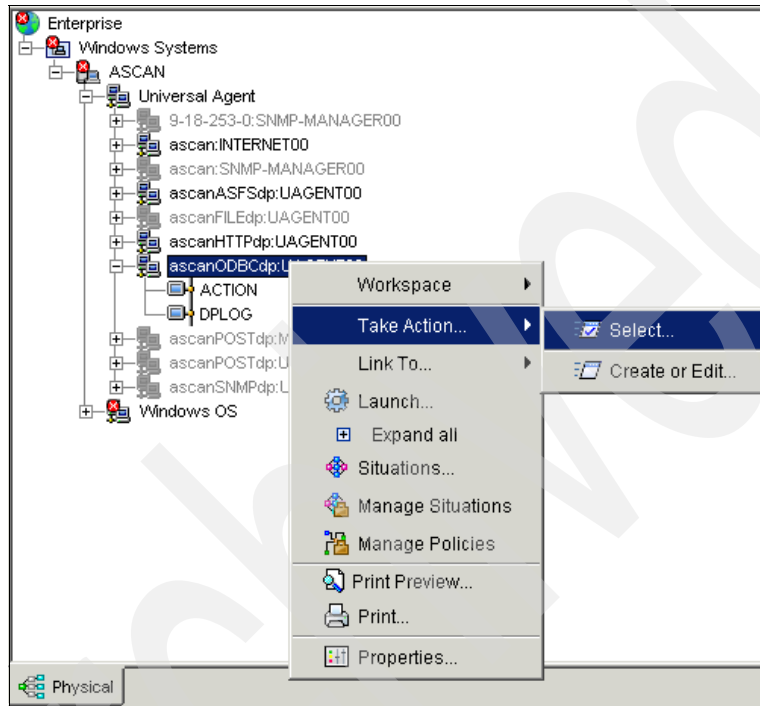 Enterprise
Windows Systems
ASCAN
Universal Agent
9-18-253-0:SNMP-MANAGER00
ascan:INTERNET00
ascan:SNMP-MANAGER00
ascanASFSdp:UAGENT00
ascanFILEdp:UAGENT00
ascanHTTPdp:UAGENT00
ascanODBCdp:UAGENT00
ACTION
DPLOG
ascanPOSTdp:M
ascanPOSTdp:U
ascanSNMPdp:U
Windows OS
Workspace
Take Action...
Link To...
Launch...
Expand all
Situations...
Manage Situations
Manage Policies
Print Preview...
Print...
Properties...
Select...
Create or Edit...
Physical